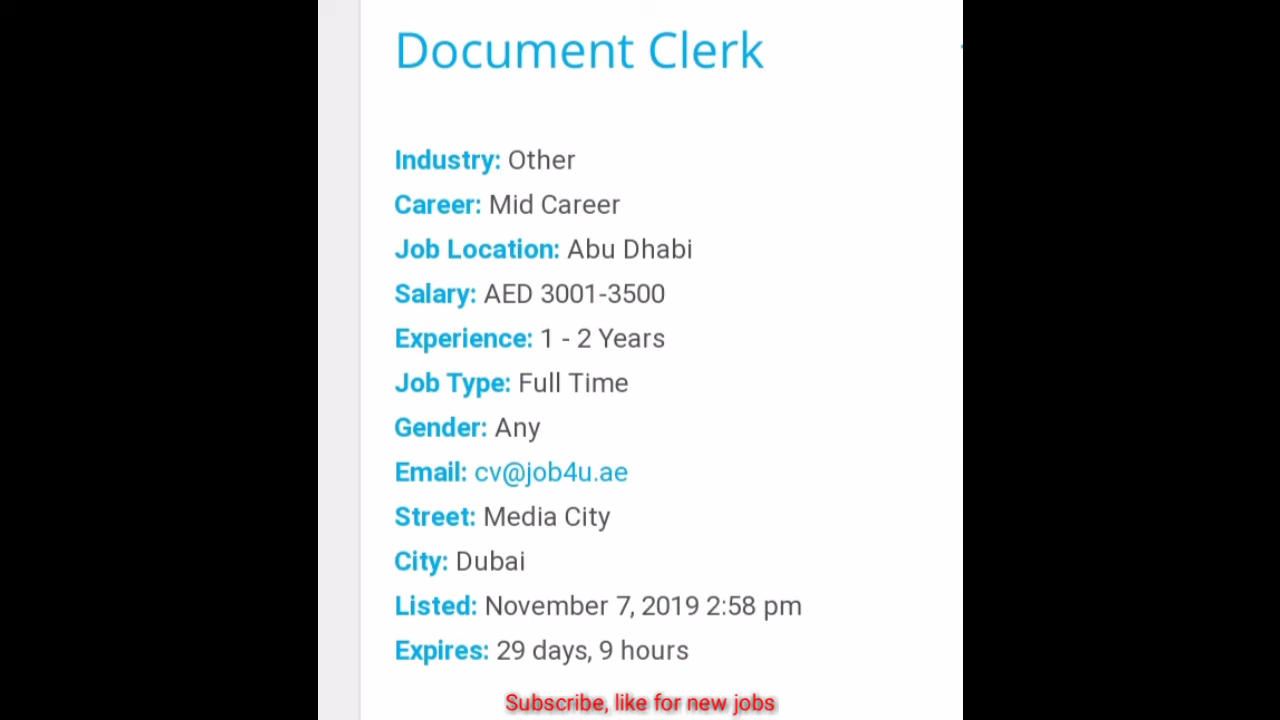 Document Clerk
Industry: Other
Career: Mid Career
Job Location: Abu Dhabi
Salary: AED 3001-3500
Experience: 1 - 2 Years
Job Type: Full Time
Gender: Any
Email: cv@job4u.ae
Street: Media City
City: Dubai
Listed: November 7, 2019 2:58 pm
Expires: 29 days, 9 hours
Subscribe, like for new jobs